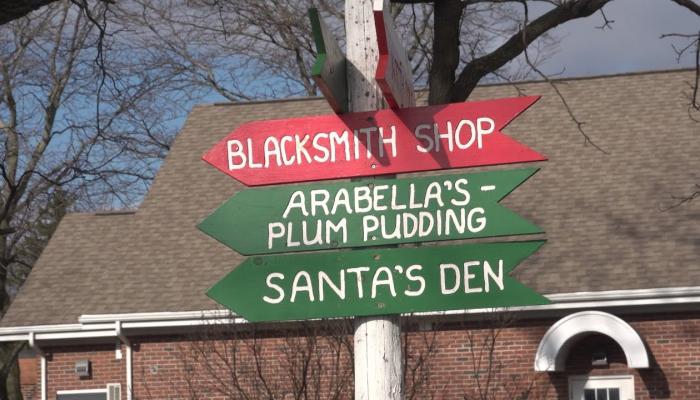 BLACKSMITH SHOP
ARABELLA'S-
PLUM PUDDING
SANTA'S DEN